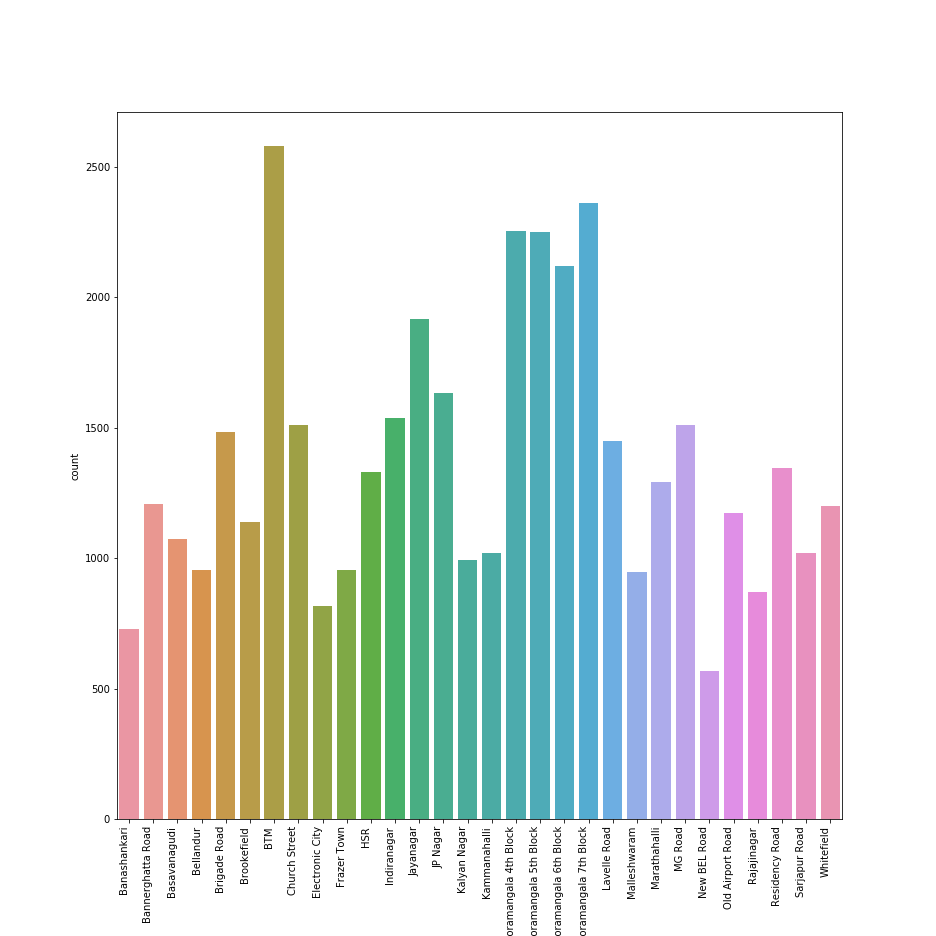 2500
2000
1500
1000
500
0
count
Banashankari
Bannerghatta Road
Basavanagudi
Bellandur
Brigade Road
Brookefield
BTM
Church Street
Electronic City
Frazer Town
HSR
Indiranagar
Jayanagar
JP Nagar
Kalyan Nagar
Kammanahalli
oramangala 4th Block
oramangala 5th Block
oramangala 6th Block
oramangala 7th Block
Lavelle Road
Malleshwaram
Marathahalli
MG Road
New BEL Road
Old Airport Road
Rajajinagar
Residency Road
Sarjapur Road
Whitefield